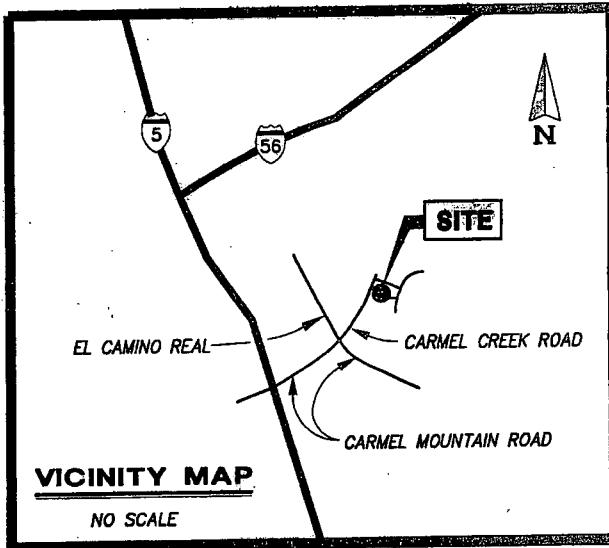 5
56
N
SITE
EL CAMINO REAL
CARMEL CREEK ROAD
CARMEL MOUNTAIN ROAD
VICINITY MAP
NO SCALE